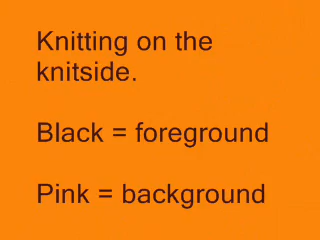 Knitting on the
knitside.
Black = foreground
Pink = background